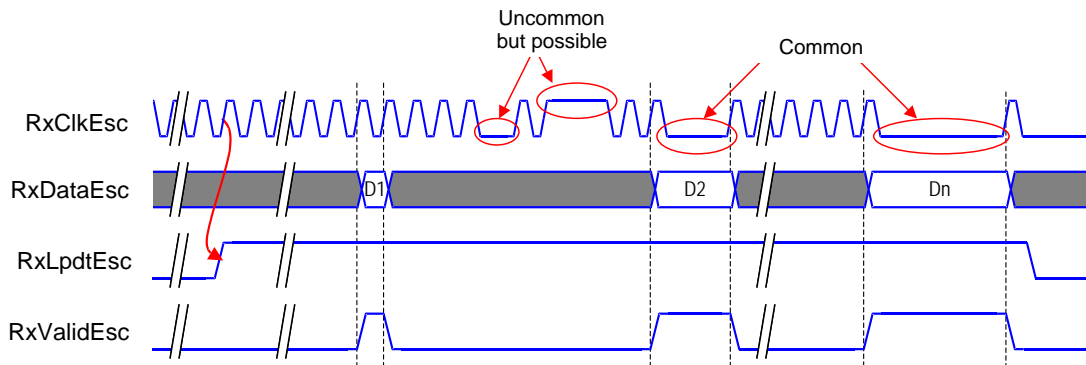 Uncommon
but possible
Common
RxClkEsc
RxDataEsc
D1
D2
Dn
RxLpdtEsc
RxValidEsc